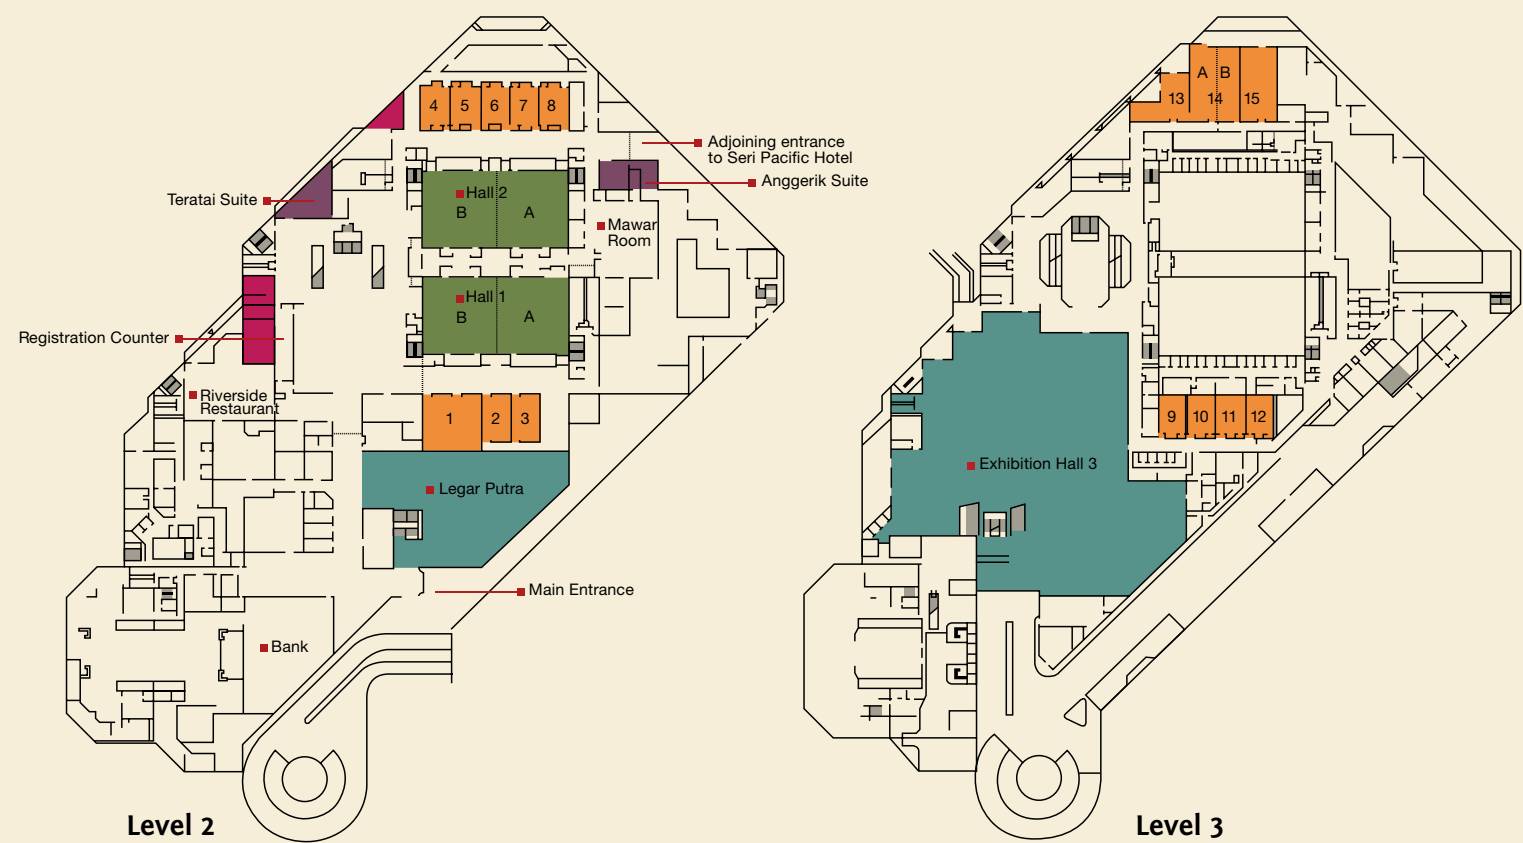 4 5 6 7 8
Adjoining entrance
to Seri Pacific Hotel
Anggerik Suite
Teratai Suite
Hall 2
B A
Mawar
Room
Hall 1
B A
Registration Counter
Riverside
Restaurant
1 2 3
Legar Putra
Main Entrance
Bank
Level 2
A B
13 14 15
9 10 11 12
Exhibition Hall 3
Level 3